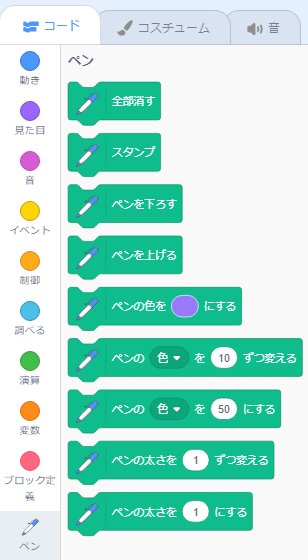 コード
コスチューム
音
動き
見た目
音
イベント
制御
調べる
演算
変数
ブロック定
義
ペン
ペン
全部消す
スタンプ
ペンを下ろす
ペンを上げる
ペンの色を にする
ペンの 色 を 10 ずつ変える
ペンの 色 を 50 にする
ペンの太さを 1 ずつ変える
ペンの太さを 1 にする